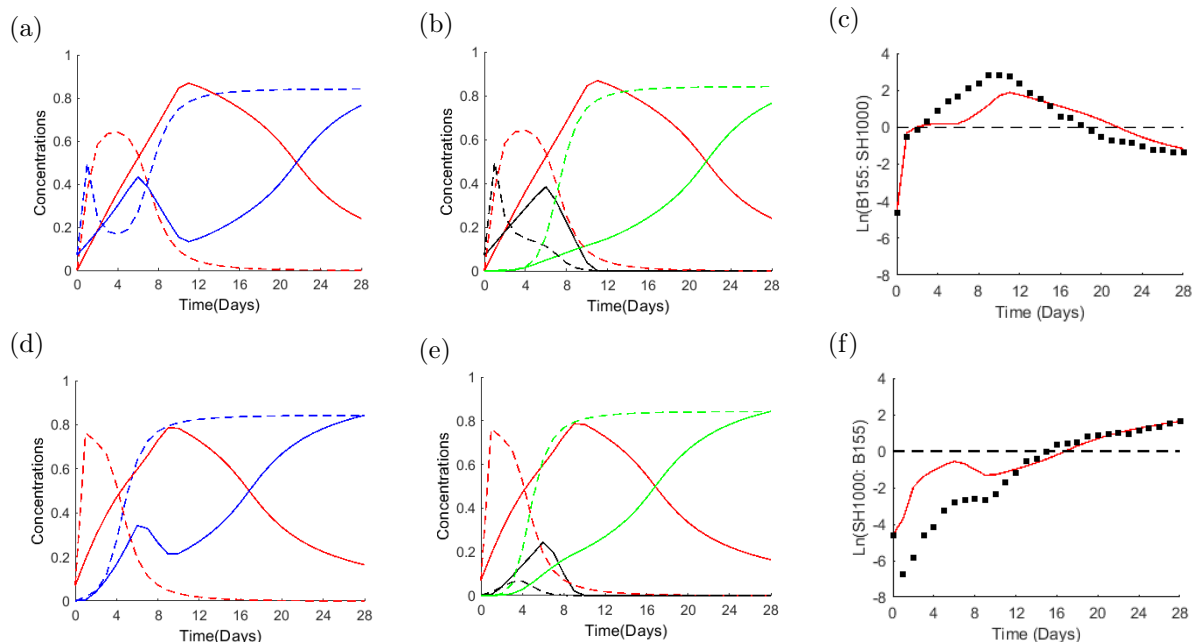 (a)
1
0.8
0.6
0.4
0.2
0
Concentrations
0 4 8 12 16 20 24 28
Time(Days)
(b)
1
0.8
0.6
0.4
0.2
0
Concentrations
0 4 8 12 16 20 24 28
Time(Days)
(c)
4
2
0
-2
-4
-6
-8
Ln(B155: SH1000)
0 4 8 12 16 20 24 28
Time (Days)
(d)
1
0.8
0.6
0.4
0.2
0
Concentrations
0 4 8 12 16 20 24 28
Time(Days)
(e)
1
0.8
0.6
0.4
0.2
0
Concentrations
0 4 8 12 16 20 24 28
Time(Days)
(f)
4
2
0
-2
-4
-6
-8
Ln(SH1000: B155)
0 4 8 12 16 20 24 28
Time (Days)